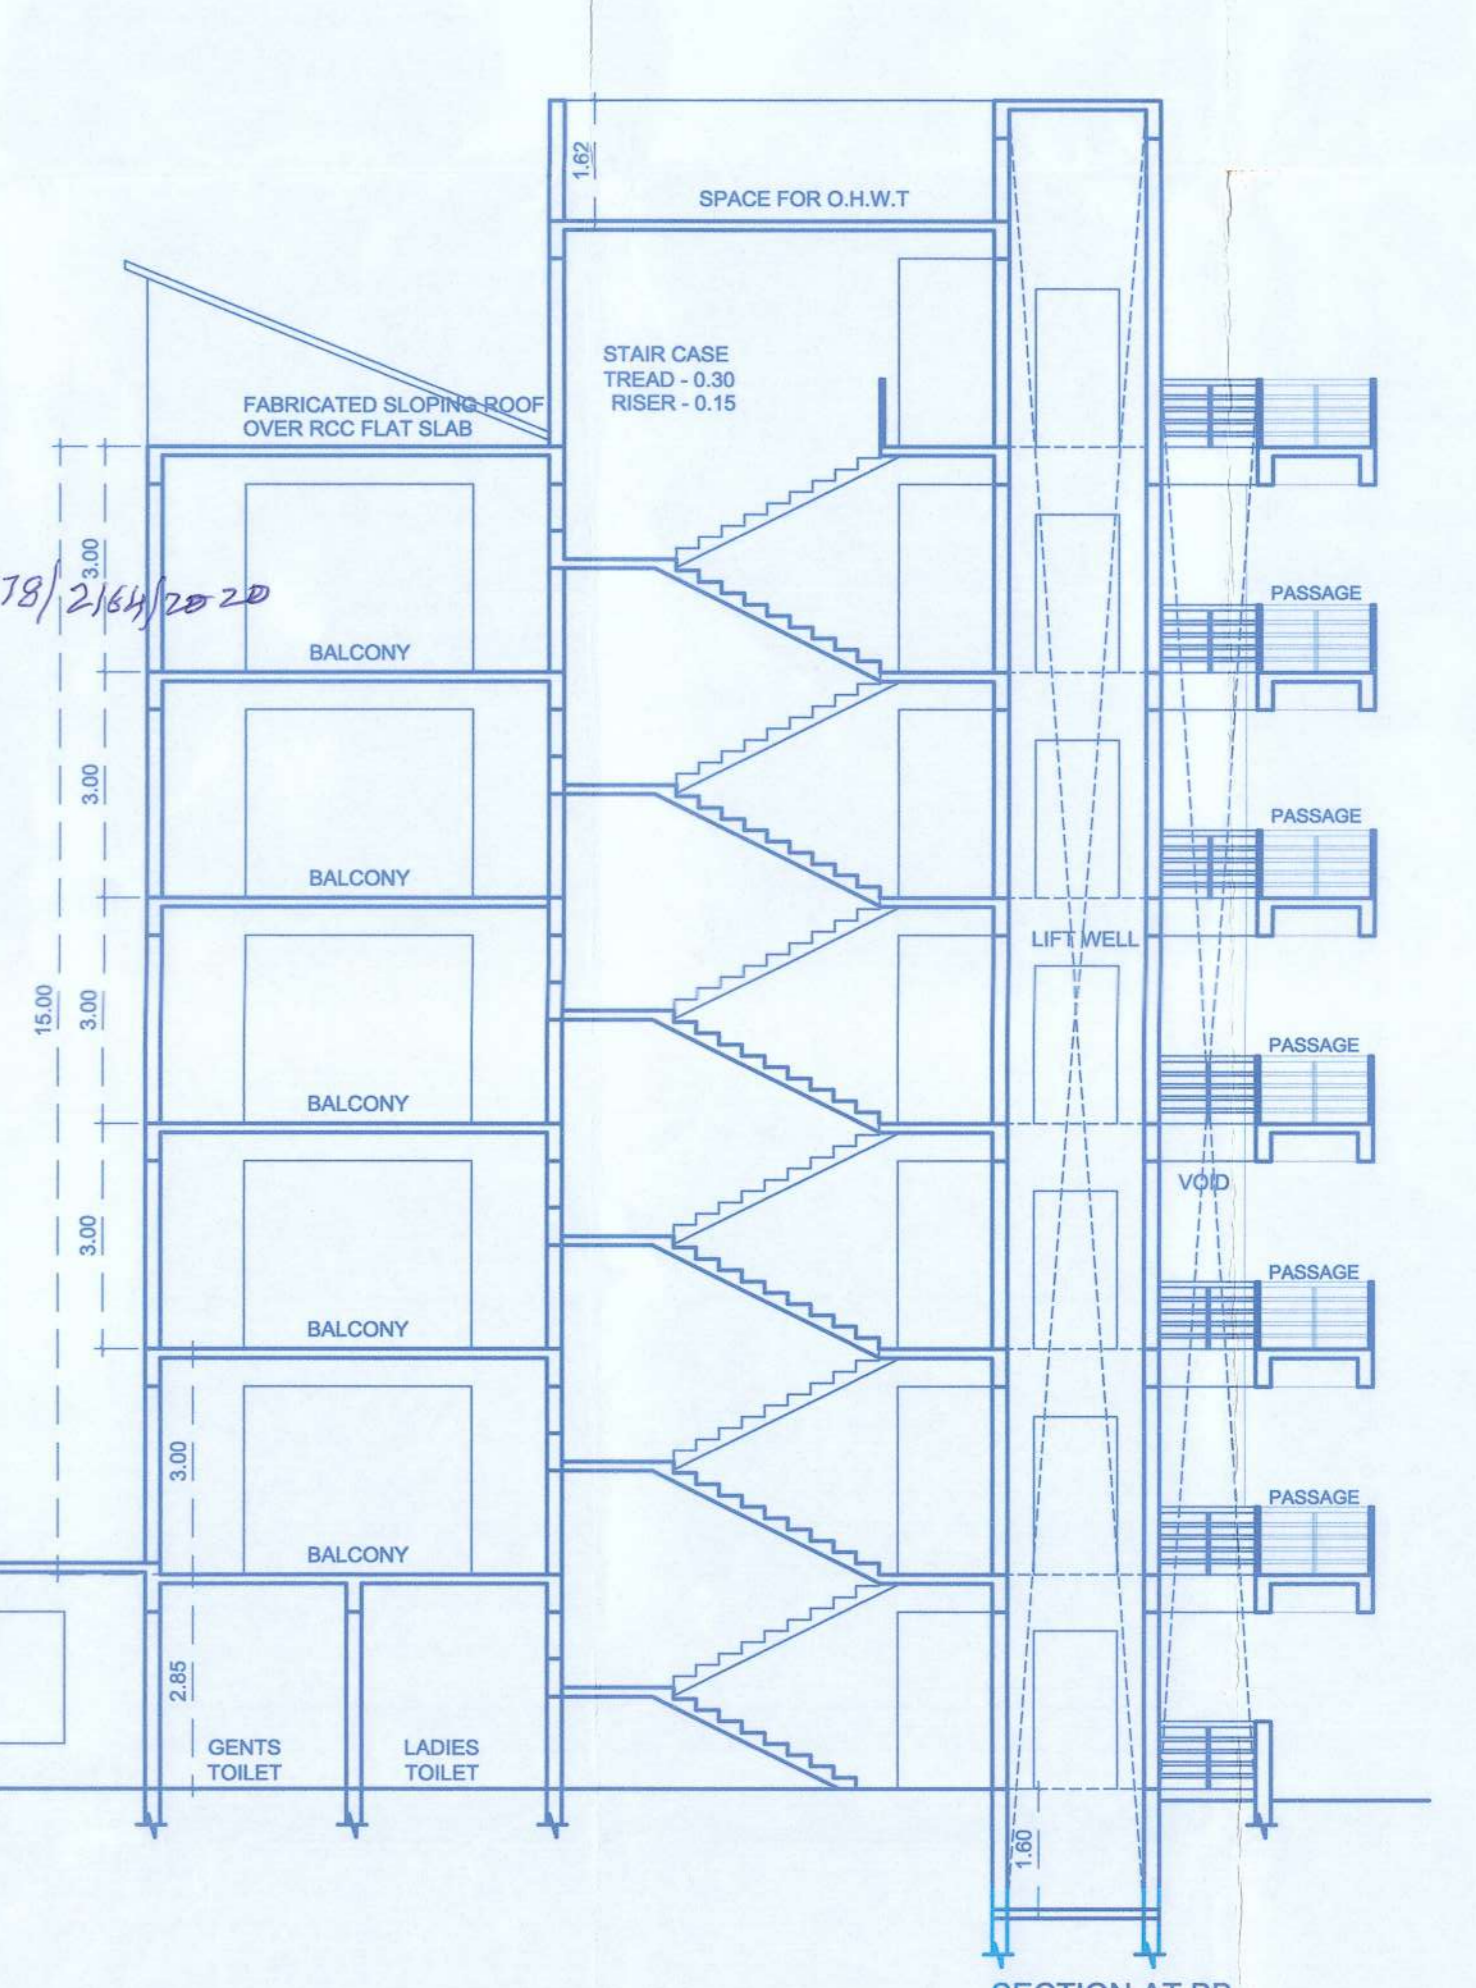 1.62
SPACE FOR O.H.W.T
STAIR CASE
TREAD - 0.30
RISER - 0.15
FABRICATED SLOPING ROOF
OVER RCC FLAT SLAB
3.00
78/2164/2020
PASSAGE
BALCONY
3.00
PASSAGE
BALCONY
LIFT WELL
15.00
3.00
PASSAGE
BALCONY
VOID
3.00
PASSAGE
BALCONY
3.00
PASSAGE
BALCONY
2.85
GENTS
TOILET
LADIES
TOILET
1.60